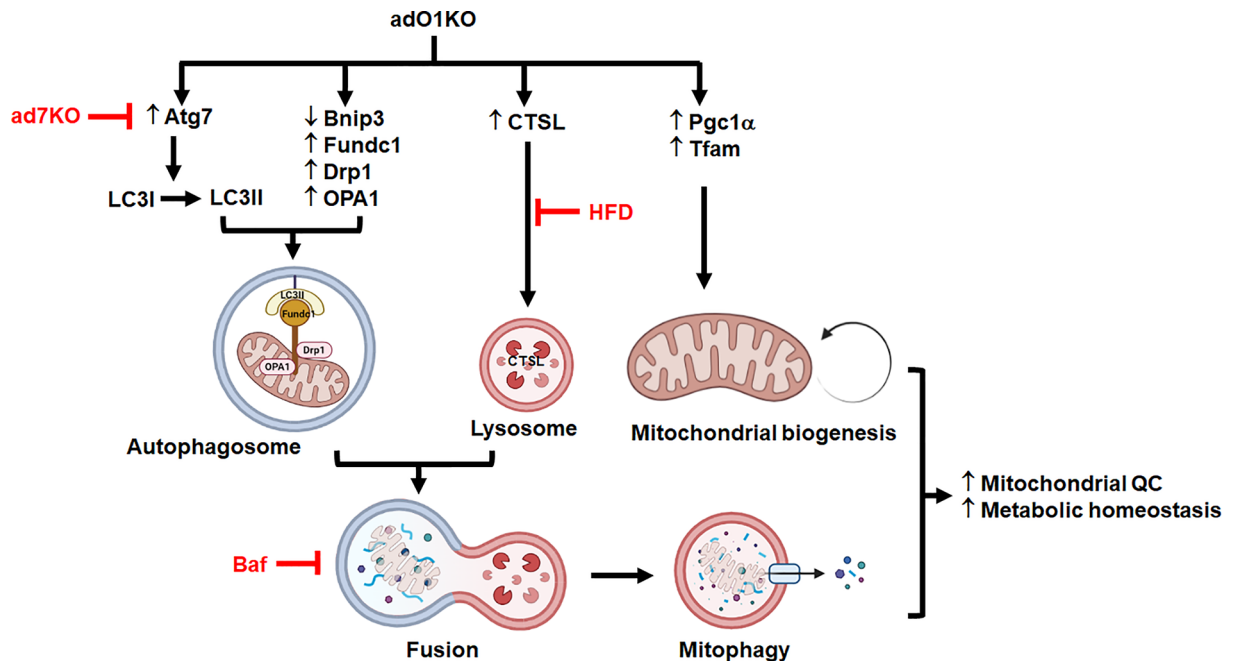 adO1KO
ad7KO
↑ Atg7
↓ Bnip3
↑ Fundc1
↑ Drp1
↑ OPA1
↑ CTSL
↑ Pgc1α
↑ Tfam
LC3I
LC3II
HFD
LC3II
Fundc1
Drp1
OPA1
CTSL
Autophagosome
Lysosome
Mitochondrial biogenesis
↑ Mitochondrial QC
↑ Metabolic homeostasis
Baf
Fusion
Mitophagy